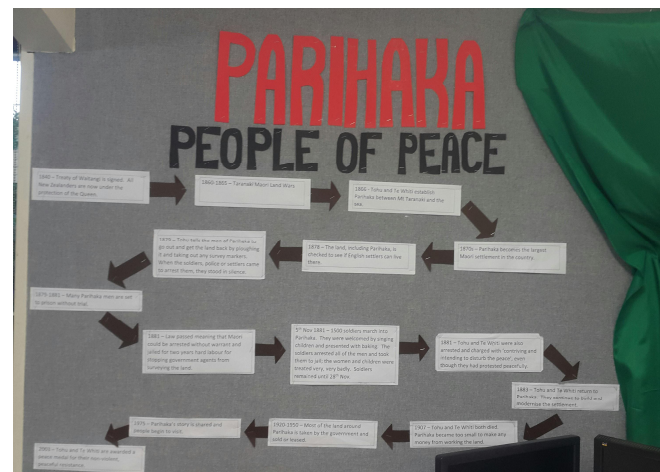 PARIHAKA
PEOPLE OF PEACE
1840 – Treaty of Waitangi is signed. All
New Zealanders are now under the
protection of the Queen.
1860-1865 – Taranaki Maori Land Wars
1865 - Tohu and Te Whiti establish
Parihaka between Mt Taranaki and the
sea.
1870s – Parihaka becomes the largest
Maori settlement in the country.
1878 – The land, including Parihaka, is
checked to see if English settlers can live
there.
1879 – Tohu tells the men of Parihaka to
go out and get the land back by ploughing
it and taking out any survey markers.
When the soldiers, police or settlers came
to arrest them, they stood in silence.
1879-1881 – Many Parihaka men are sent
to prison without trial.
1881 – Law passed meaning that Maori
could be arrested without warrant and
jailed for two years hard labour for
stopping government agents from
surveying the land.
5th Nov 1881 – 1500 soldiers march into
Parihaka. They were welcomed by singing
children and presented with baking. The
soldiers arrested all of the men and took
them to jail; the women and children were
treated very, very badly. Soldiers
remained until 28th Nov.
1881 – Tohu and Te Whiti were also
arrested and charged with 'contriving and
intending to disturb the peace', even
though they had protested peacefully.
1883 – Tohu and Te Whiti return to
Parihaka. They continue to build and
modernise the settlement.
1907 – Tohu and Te Whiti both died.
Parihaka became too small to make any
money from working the land.
1920-1950 – Most of the land around
Parihaka is taken by the government and
sold or leased.
1975 – Parihaka's story is shared and
people begin to visit.
2003 – Tohu and Te Whiti are awarded a
peace medal for their non-violent,
peaceful resistance.